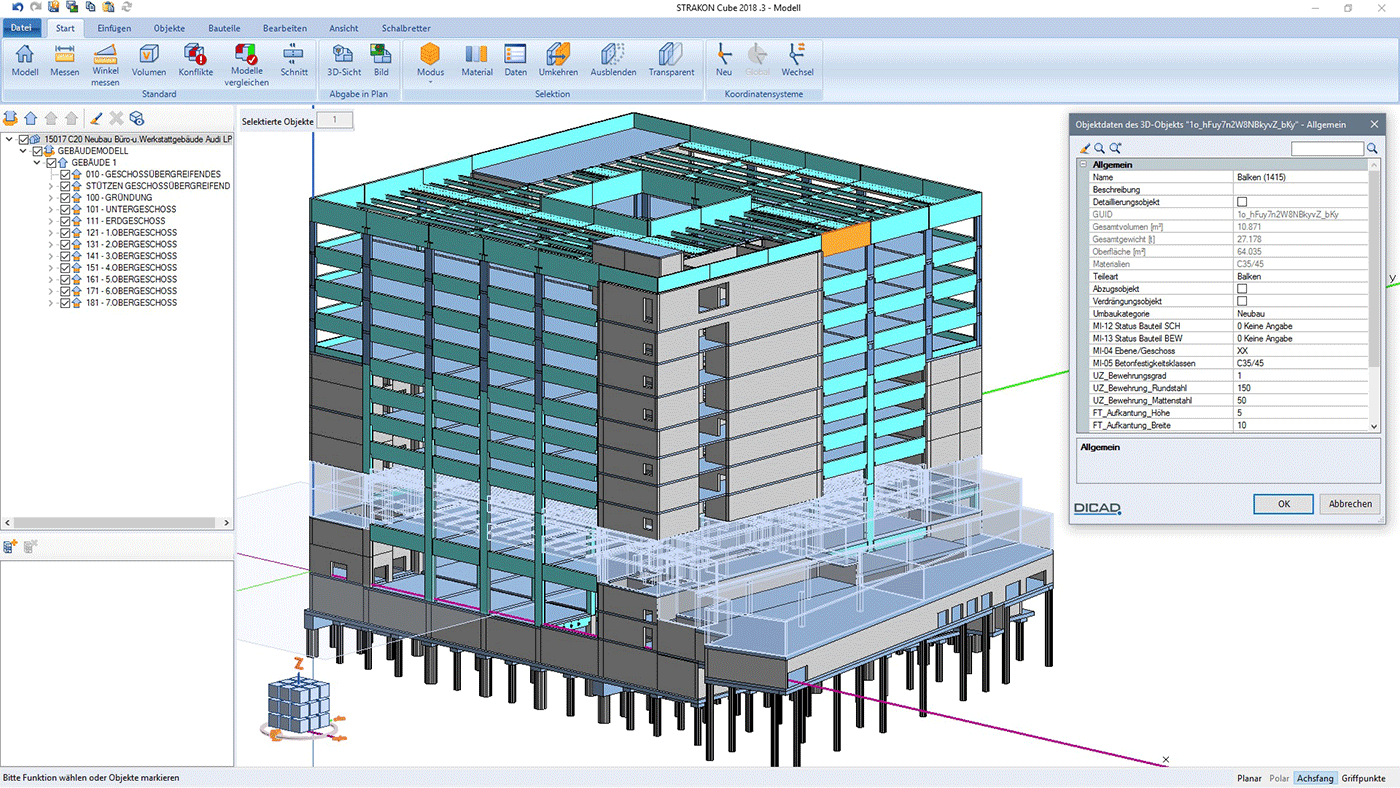 STRAKON Cube 2018 .3 - Modell
Datei Start Einfügen Objekte Bauteile Bearbeiten Ansicht Schalbretter
Modell Messen Winkel messen Volumen Konflikte Modelle vergleichen Schnitt 3D-Sicht Bild Modus Material Daten Umkehren Ausblenden Transparent Neu Global Wechsel
Standard Abgabe in Plan Selektion Koordinatensysteme
Selektierte Objekte 1
15017 C20 Neubau Büro-u.Werkstattgebäude Audi LP
GEBÄUDEMODELL
GEBÄUDE 1
010 - GESCHOSSÜBERGREIFENDES
STÜTZEN GESCHOSSÜBERGREIFEND
100 - GRÜNDUNG
101 - UNTERGESCHOSS
111 - ERDGESCHOSS
121 - 1.OBERGESCHOSS
131 - 2.OBERGESCHOSS
141 - 3.OBERGESCHOSS
151 - 4.OBERGESCHOSS
161 - 5.OBERGESCHOSS
171 - 6.OBERGESCHOSS
181 - 7.OBERGESCHOSS
Objektdaten des 3D-Objekts "1o_hFuy7n2W8NBkyvZ_bKy" - Allgemein
Allgemein
Name Balken (1415)
Beschreibung
Detaillierungsobjekt
GUID 1o_hFuy7n2W8NBkyvZ_bKy
Gesamtvolumen [m³] 10.871
Gesamtgewicht [t] 27.178
Oberfläche [m²] 64.035
Materialien C35/45
Teileart Balken
Abzugsobjekt
Verdrängungsobjekt
Umbaukategorie Neubau
MI-12 Status Bauteil SCH 0 Keine Angabe
MI-13 Status Bauteil BEW 0 Keine Angabe
MI-04 Ebene/Geschoss XX
MI-05 Betonfestigkeitsklassen C35/45
UZ_Bewehrungsgrad 1
UZ_Bewehrung_Rundstahl 150
UZ_Bewehrung_Mattenstahl 50
FT_Aufkantung_Höhe 5
FT_Aufkantung_Breite 10
Allgemein
DICAD
OK Abbrechen
y
Z
x
Bitte Funktion wählen oder Objekte markieren
Planar Polar Achsfang Griffpunkte